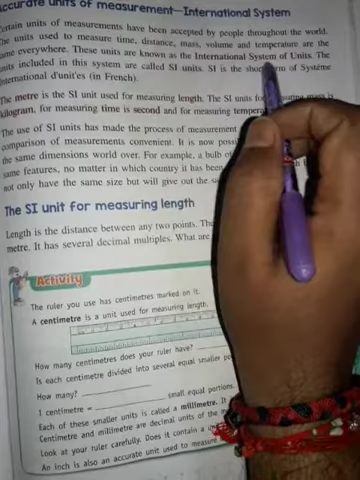 Accurate units of measurement—International System
Certain units of measurements have been accepted by people throughout the world.
The units used to measure time, distance, mass, volume and temperature are the
same everywhere. These units are known as the International System of Units. The
units included in this system are called SI units. SI is the short form of Système
International d'unit'es (in French).
The metre is the SI unit used for measuring length. The SI units for measuring mass is
kilogram, for measuring time is second and for measuring
The use of SI units has made the process of measurement
comparison of measurements convenient. It is now
the same dimensions world over. For example, a bulb of
same features, no matter in which country it has been
not only have the same size but will give out the
The SI unit for measuring length
Length is the distance between any two points. The
metre. It has several decimal multiples. What are
Activity
The ruler you use has centimetres marked on it.
A centimetre is a unit used for measuring length.
How many centimetres does your ruler have?
Is each centimetre divided into several equal smaller
How many?
1 centimetre = small equal portions.
Each of these smaller units is called a millimetre. It
Centimetre and millimetre are decimal units of the
Look at your ruler carefully. Does it contain a
An inch is also an accurate unit used to measure